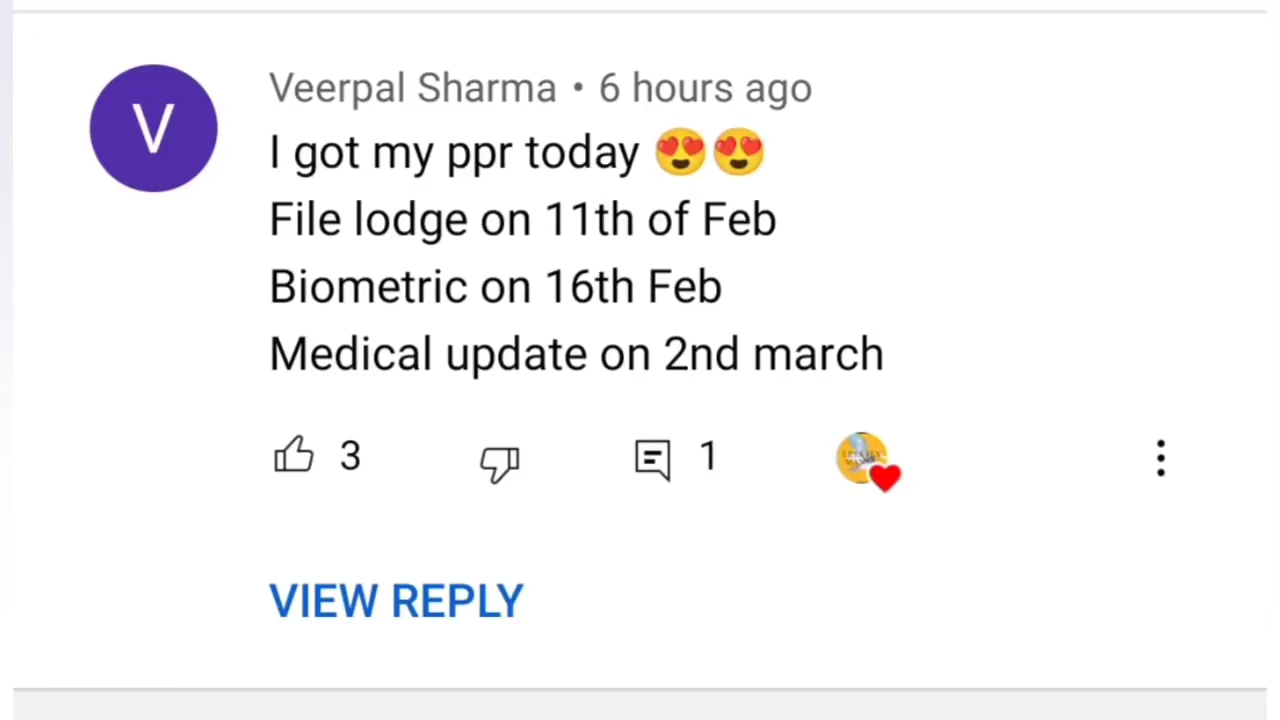 V
Veerpal Sharma • 6 hours ago
I got my ppr today 😍😍
File lodge on 11th of Feb
Biometric on 16th Feb
Medical update on 2nd march
3 1
VIEW REPLY